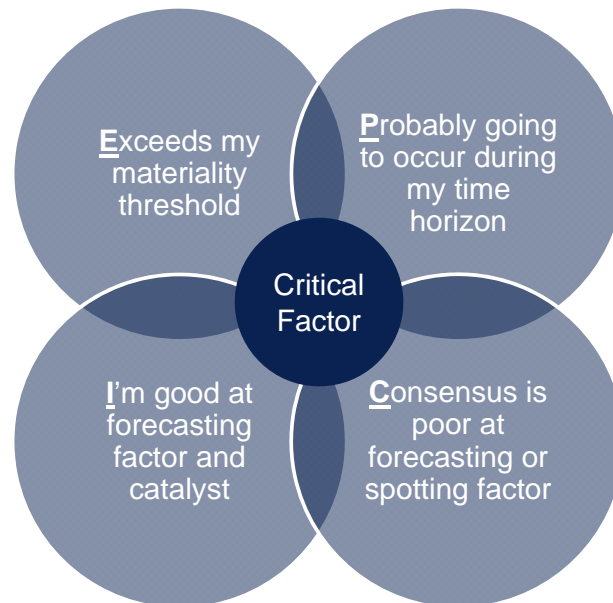 Exceeds my
materiality
threshold
Probably going
to occur during
my time
horizon
Critical
Factor
I'm good at
forecasting
factor and
catalyst
Consensus is
poor at
forecasting or
spotting factor